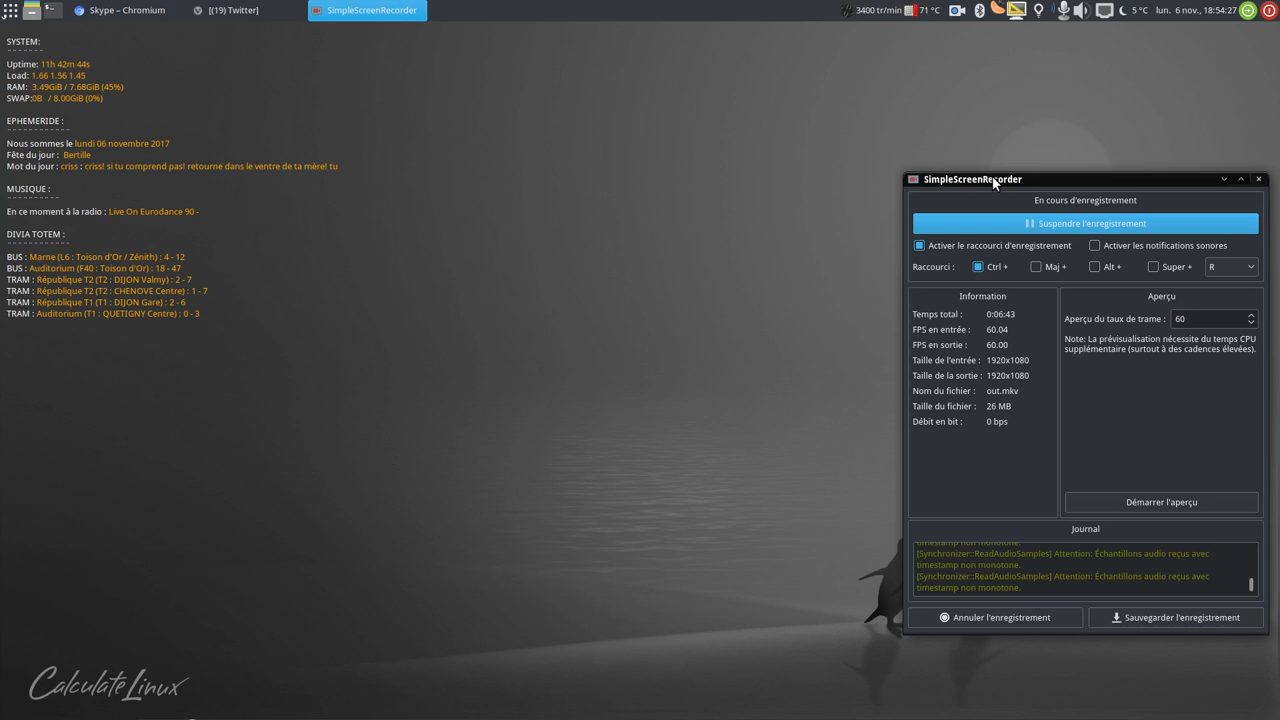 Skype – Chromium
[(19) Twitter]
SimpleScreenRecorder
3400 tr/min
71 °C
5 °C
lun. 6 nov., 18:54:27
SYSTEM:
Uptime: 11h 42m 44s
Load: 1.66 1.56 1.45
RAM: 3.49GiB / 7.68GiB (45%)
SWAP:0B / 8.00GiB (0%)
EPHEMERIDE :
Nous sommes le lundi 06 novembre 2017
Fête du jour : Bertille
Mot du jour : criss : criss! si tu comprend pas! retourne dans le ventre de ta mère! tu
MUSIQUE :
En ce moment à la radio : Live On Eurodance 90 -
DIVIA TOTEM :
BUS : Marne (L6 : Toison d'Or / Zénith) : 4 - 12
BUS : Auditorium (F40 : Toison d'Or) : 18 - 47
TRAM : République T2 (T2 : DIJON Valmy) : 2 - 7
TRAM : République T2 (T2 : CHENOVE Centre) : 1 - 7
TRAM : République T1 (T1 : DIJON Gare) : 2 - 6
TRAM : Auditorium (T1 : QUETIGNY Centre) : 0 - 3
SimpleScreenRecorder
En cours d'enregistrement
Suspendre l'enregistrement
Activer le raccourci d'enregistrement
Activer les notifications sonores
Raccourci :
Ctrl +
Maj +
Alt +
Super +
R
Information
Temps total : 0:06:43
FPS en entrée : 60.04
FPS en sortie : 60.00
Taille de l'entrée : 1920x1080
Taille de la sortie : 1920x1080
Nom du fichier : out.mkv
Taille du fichier : 26 MB
Débit en bit : 0 bps
Aperçu
Aperçu du taux de trame : 60
Note: La prévisualisation nécessite du temps CPU
supplémentaire (surtout à des cadences élevées).
Démarrer l'aperçu
Journal
timestamp non monotone.
[Synchronizer::ReadAudioSamples] Attention: Échantillons audio reçus avec
timestamp non monotone.
[Synchronizer::ReadAudioSamples] Attention: Échantillons audio reçus avec
timestamp non monotone.
Annuler l'enregistrement
Sauvegarder l'enregistrement
Calculate Linux